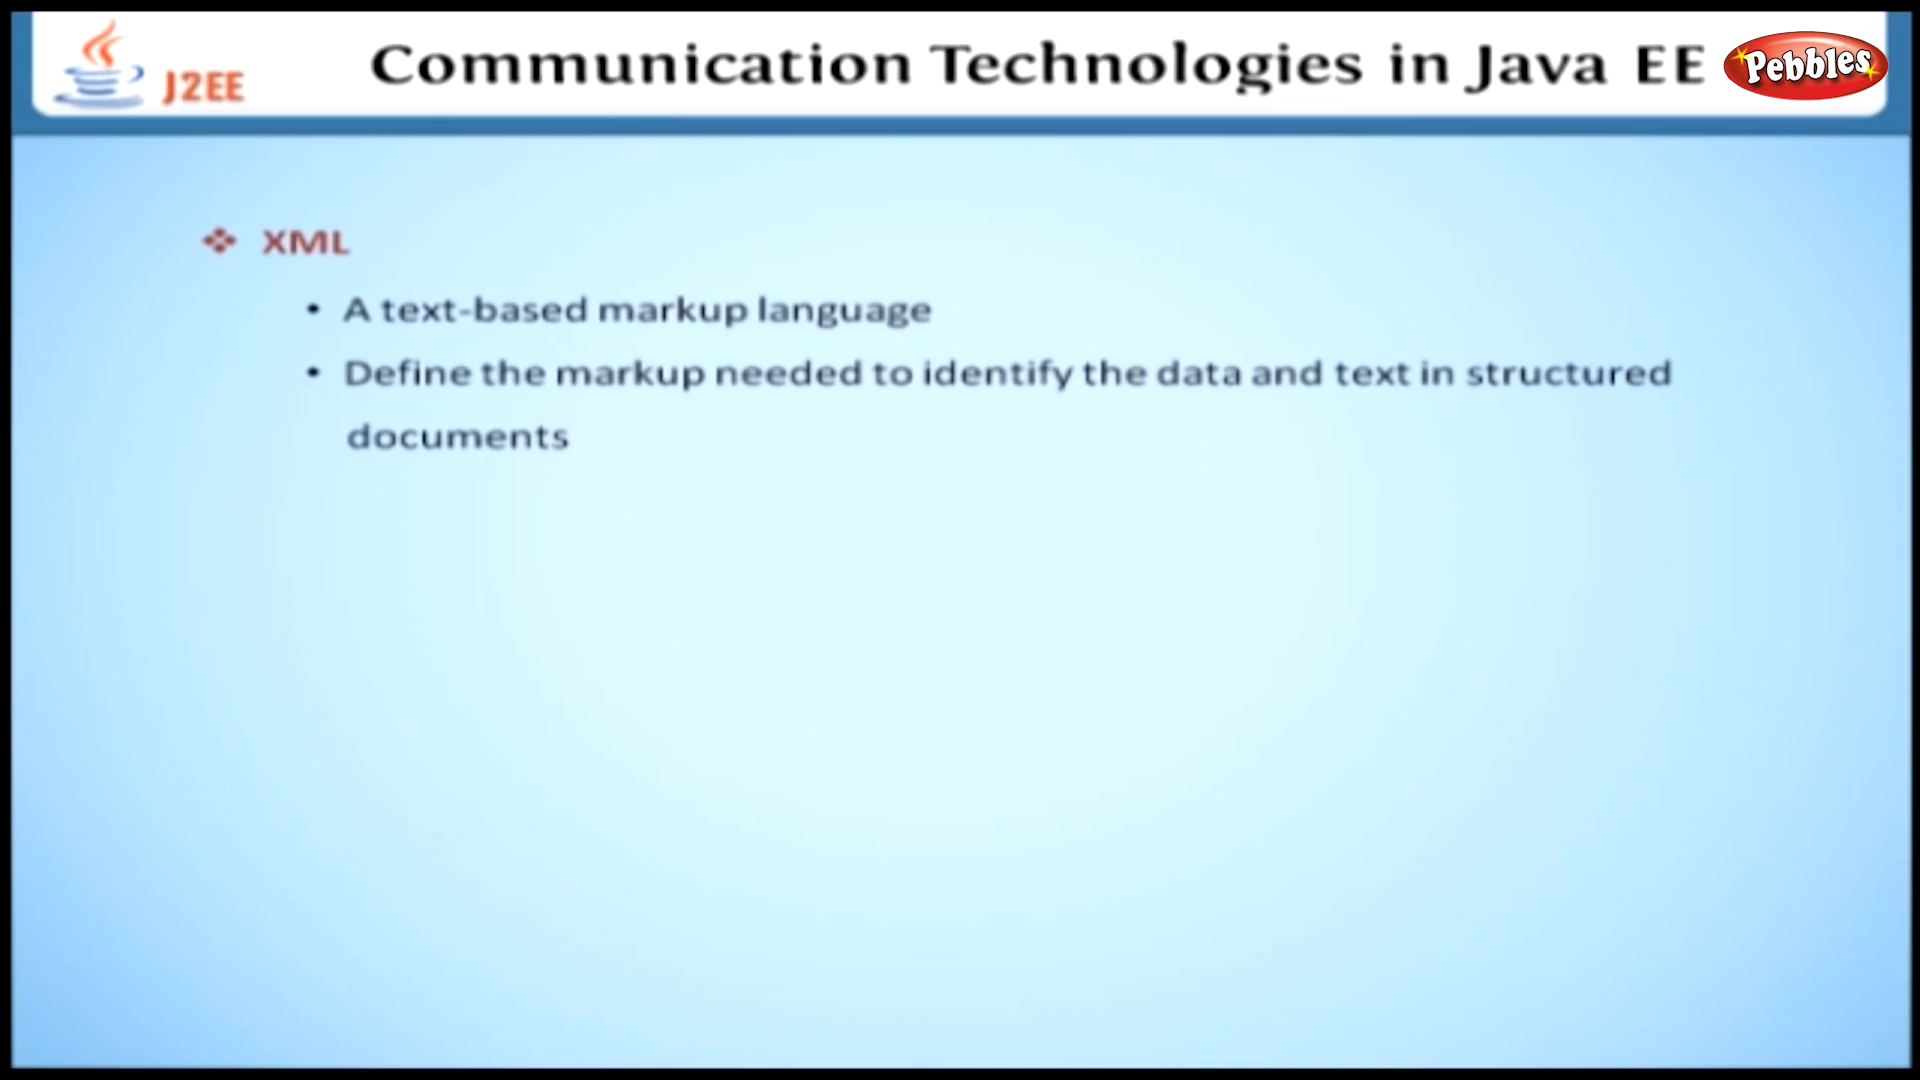 J2EE
Communication Technologies in Java EE
Pebbles
❖ XML
• A text-based markup language
• Define the markup needed to identify the data and text in structured
documents